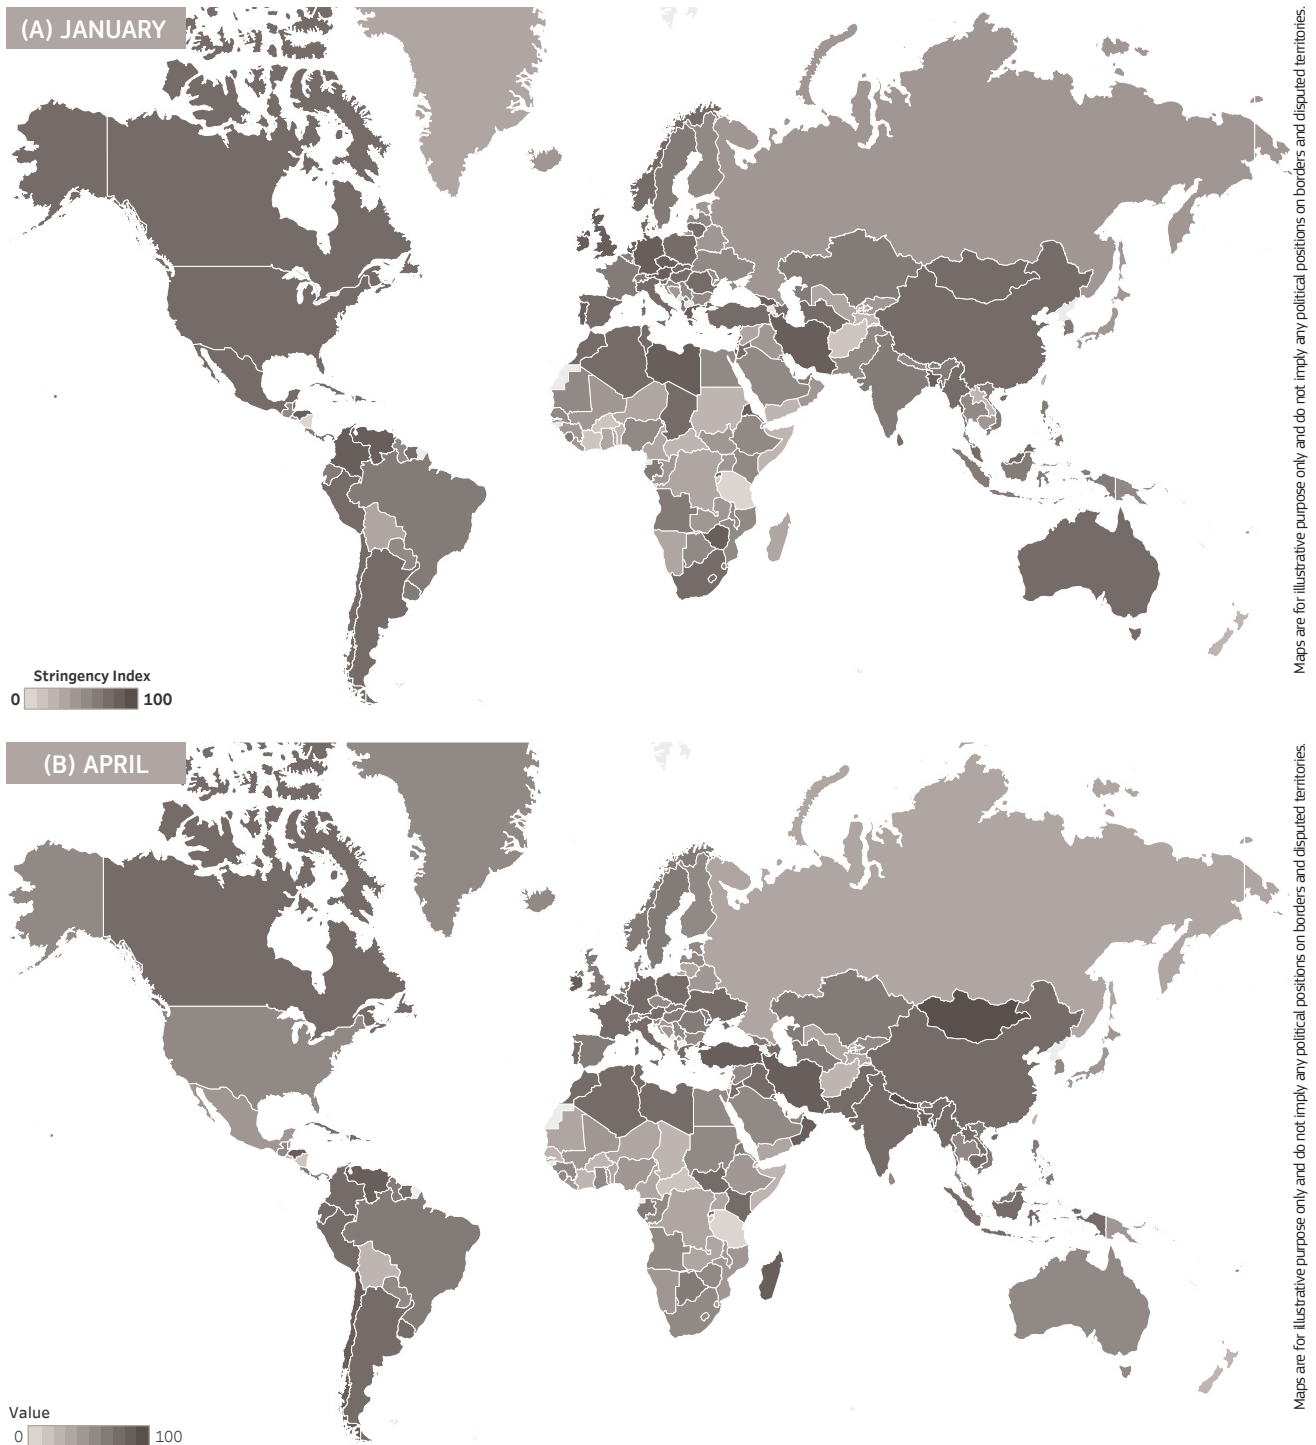 (A) JANUARY
Maps are for illustrative purpose only and do not imply any political positions on borders and disputed territories.
Stringency Index
0 100
(B) APRIL
Maps are for illustrative purpose only and do not imply any political positions on borders and disputed territories.
Value
0 100